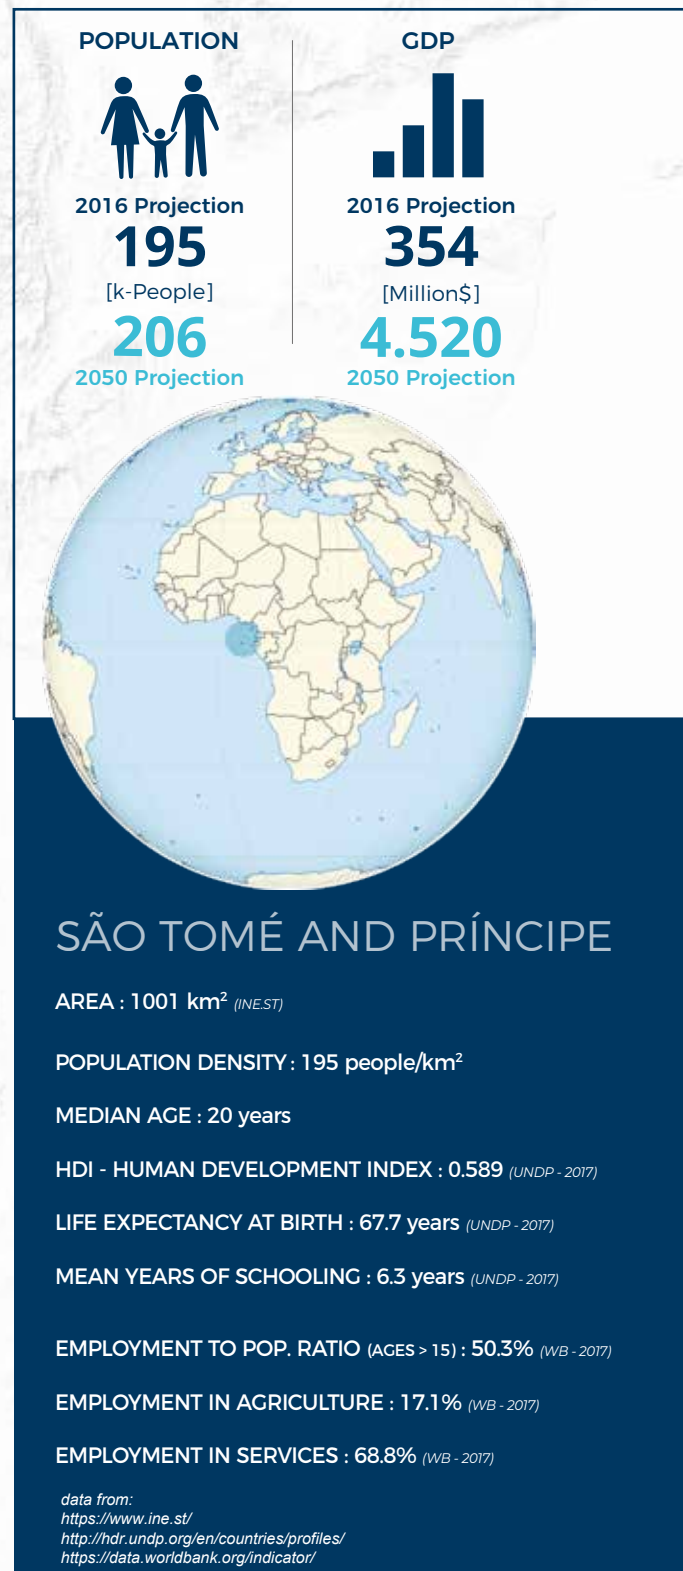 POPULATION
2016 Projection
195
[k-People]
206
2050 Projection
GDP
2016 Projection
354
[Million$]
4.520
2050 Projection
SÃO TOMÉ AND PRÍNCIPE
AREA : 1001 km² (INE.ST)
POPULATION DENSITY : 195 people/km²
MEDIAN AGE : 20 years
HDI - HUMAN DEVELOPMENT INDEX : 0.589 (UNDP - 2017)
LIFE EXPECTANCY AT BIRTH : 67.7 years (UNDP - 2017)
MEAN YEARS OF SCHOOLING : 6.3 years (UNDP - 2017)
EMPLOYMENT TO POP. RATIO (AGES > 15) : 50.3% (WB - 2017)
EMPLOYMENT IN AGRICULTURE : 17.1% (WB - 2017)
EMPLOYMENT IN SERVICES : 68.8% (WB - 2017)
data from:
https://www.ine.st/
http://hdr.undp.org/en/countries/profiles/
https://data.worldbank.org/indicator/